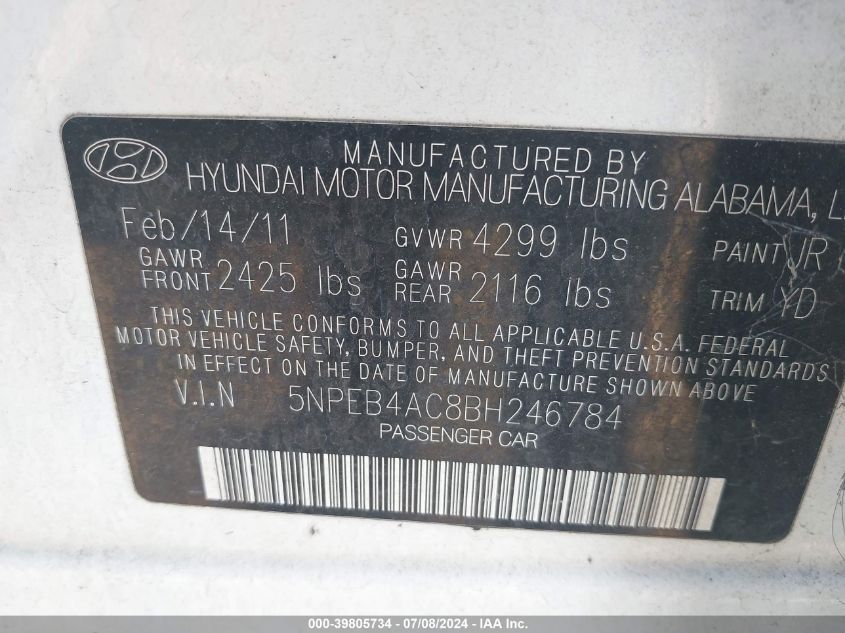 MANUFACTURED BY
HYUNDAI MOTOR MANUFACTURING ALABAMA,
Feb/14/11 GVWR 4299 lbs PAINT JR
GAWR FRONT 2425 lbs GAWR REAR 2116 lbs TRIM YD
THIS VEHICLE CONFORMS TO ALL APPLICABLE U.S.A. FEDERAL
MOTOR VEHICLE SAFETY, BUMPER, AND THEFT PREVENTION STANDARDS
IN EFFECT ON THE DATE OF MANUFACTURE SHOWN ABOVE
V.I.N 5NPEB4AC8BH246784
PASSENGER CAR
000-39805734 - 07/08/2024 - IAA Inc.